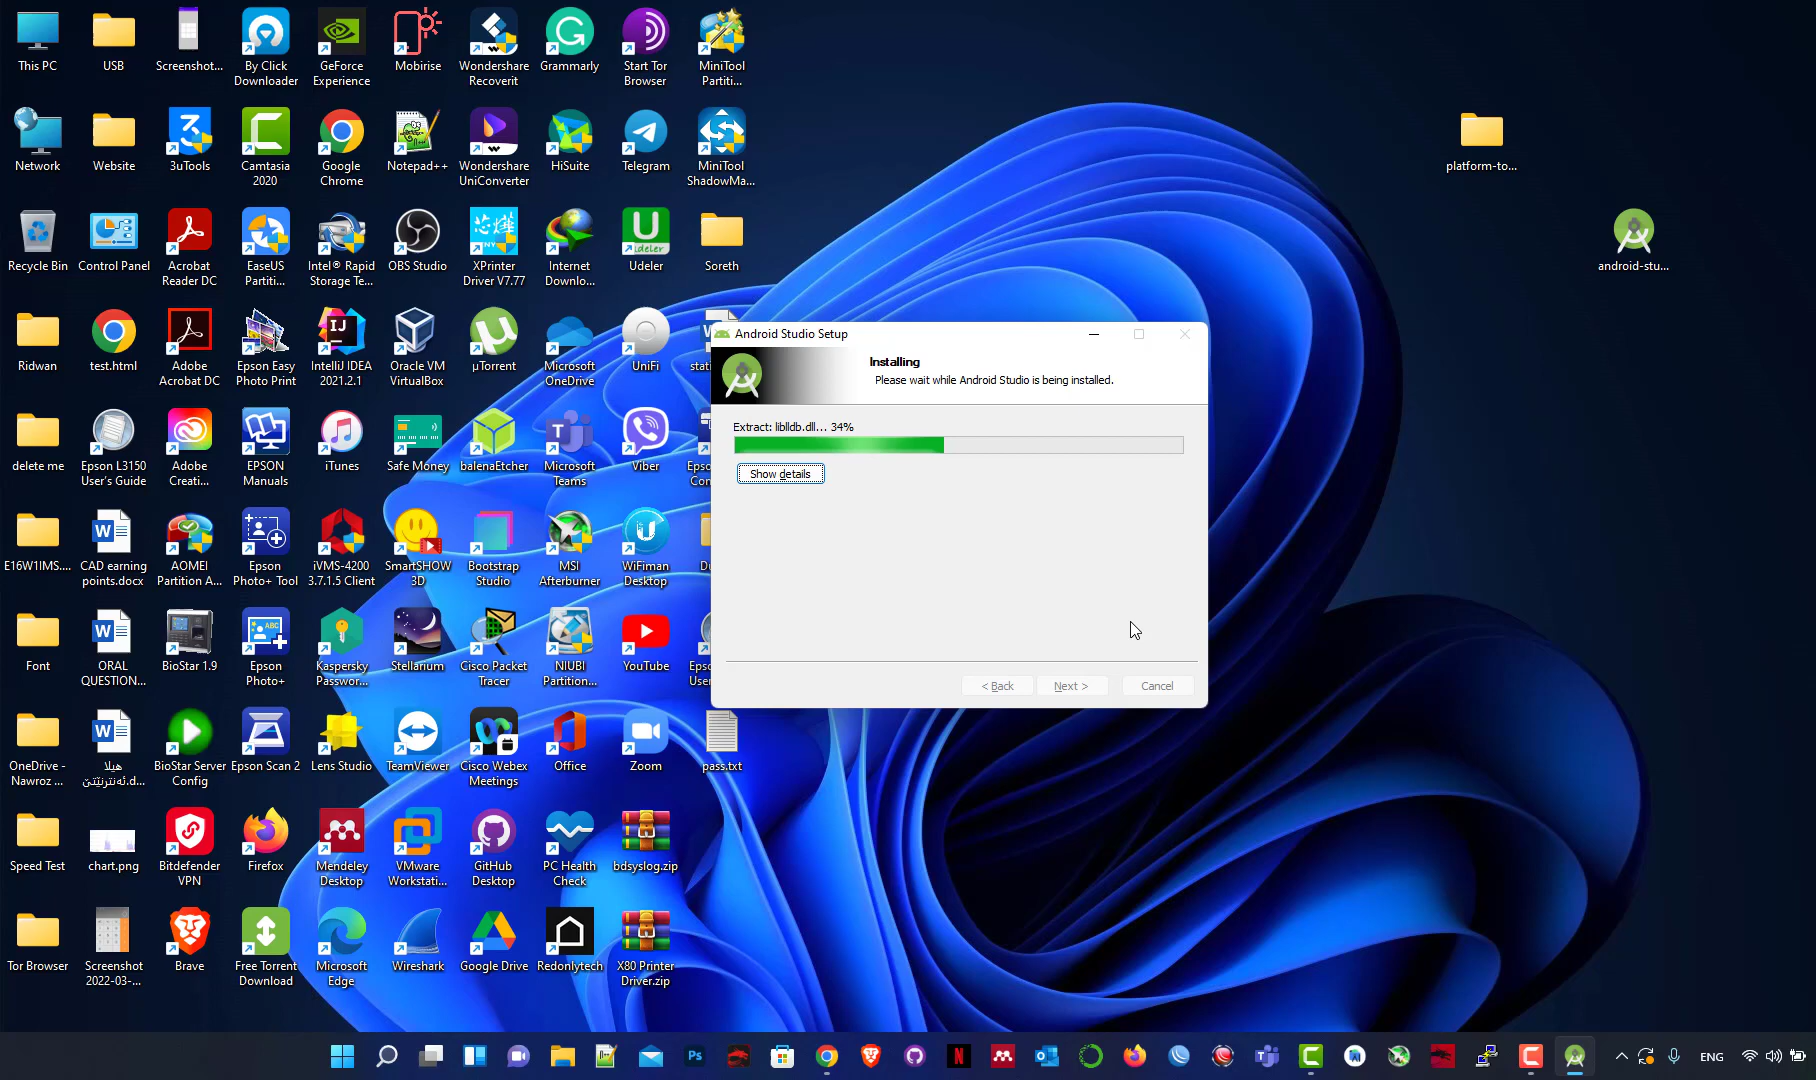 This PC
USB
Screenshot...
By Click
Downloader
GeForce
Experience
Mobirise
Wondershare
Recoverit
Grammarly
Start Tor
Browser
MiniTool
Partiti...
Network
Website
3uTools
Camtasia
2020
Google
Chrome
Notepad++
Wondershare
UniConverter
HiSuite
Telegram
MiniTool
ShadowMa...
platform-to...
Recycle Bin
Control Panel
Acrobat
Reader DC
EaseUS
Partiti...
Intel® Rapid
Storage Te...
OBS Studio
XPrinter
Driver V7.77
Internet
Downlo...
Udeler
Soreth
android-stu...
Ridwan
test.html
Adobe
Acrobat DC
Epson Easy
Photo Print
IntelliJ IDEA
2021.2.1
Oracle VM
VirtualBox
µTorrent
Microsoft
OneDrive
UniFi
stati
Android Studio Setup
Installing
Please wait while Android Studio is being installed.
Extract: liblldb.dll... 34%
Show details
< Back
Next >
Cancel
delete me
Epson L3150
User's Guide
Adobe
Creati...
EPSON
Manuals
iTunes
Safe Money
balenaEtcher
Microsoft
Teams
Viber
Epso
Con
E16W1IMS....
CAD earning
points.docx
AOMEI
Partition A...
Epson
Photo+ Tool
iVMS-4200
3.7.1.5 Client
SmartSHOW
3D
Bootstrap
Studio
MSI
Afterburner
WiFiman
Desktop
Du
Font
ORAL
QUESTION...
BioStar 1.9
Epson
Photo+
Kaspersky
Passwor...
Stellarium
Cisco Packet
Tracer
NIUBI
Partition...
YouTube
Epso
User
OneDrive -
Nawroz ...
هيلا
ئەنترنێتێ.d...
BioStar Server
Config
Epson Scan 2
Lens Studio
TeamViewer
Cisco Webex
Meetings
Office
Zoom
pass.txt
Speed Test
chart.png
Bitdefender
VPN
Firefox
Mendeley
Desktop
VMware
Workstati...
GitHub
Desktop
PC Health
Check
bdsyslog.zip
Tor Browser
Screenshot
2022-03-...
Brave
Free Torrent
Download
Microsoft
Edge
Wireshark
Google Drive
Redonlytech
X80 Printer
Driver.zip
ENG